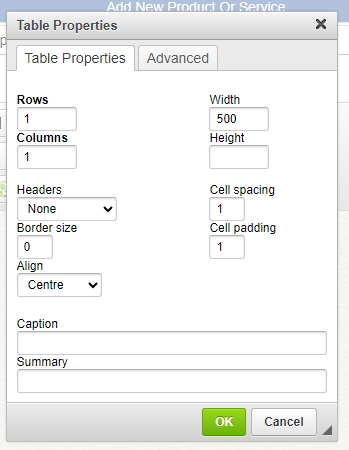 Add New Product Or Service
Table Properties
Table Properties Advanced
Rows Width
1 500
Columns Height
1
Headers Cell spacing
None 1
Border size Cell padding
0 1
Align
Centre
Caption
Summary
OK Cancel